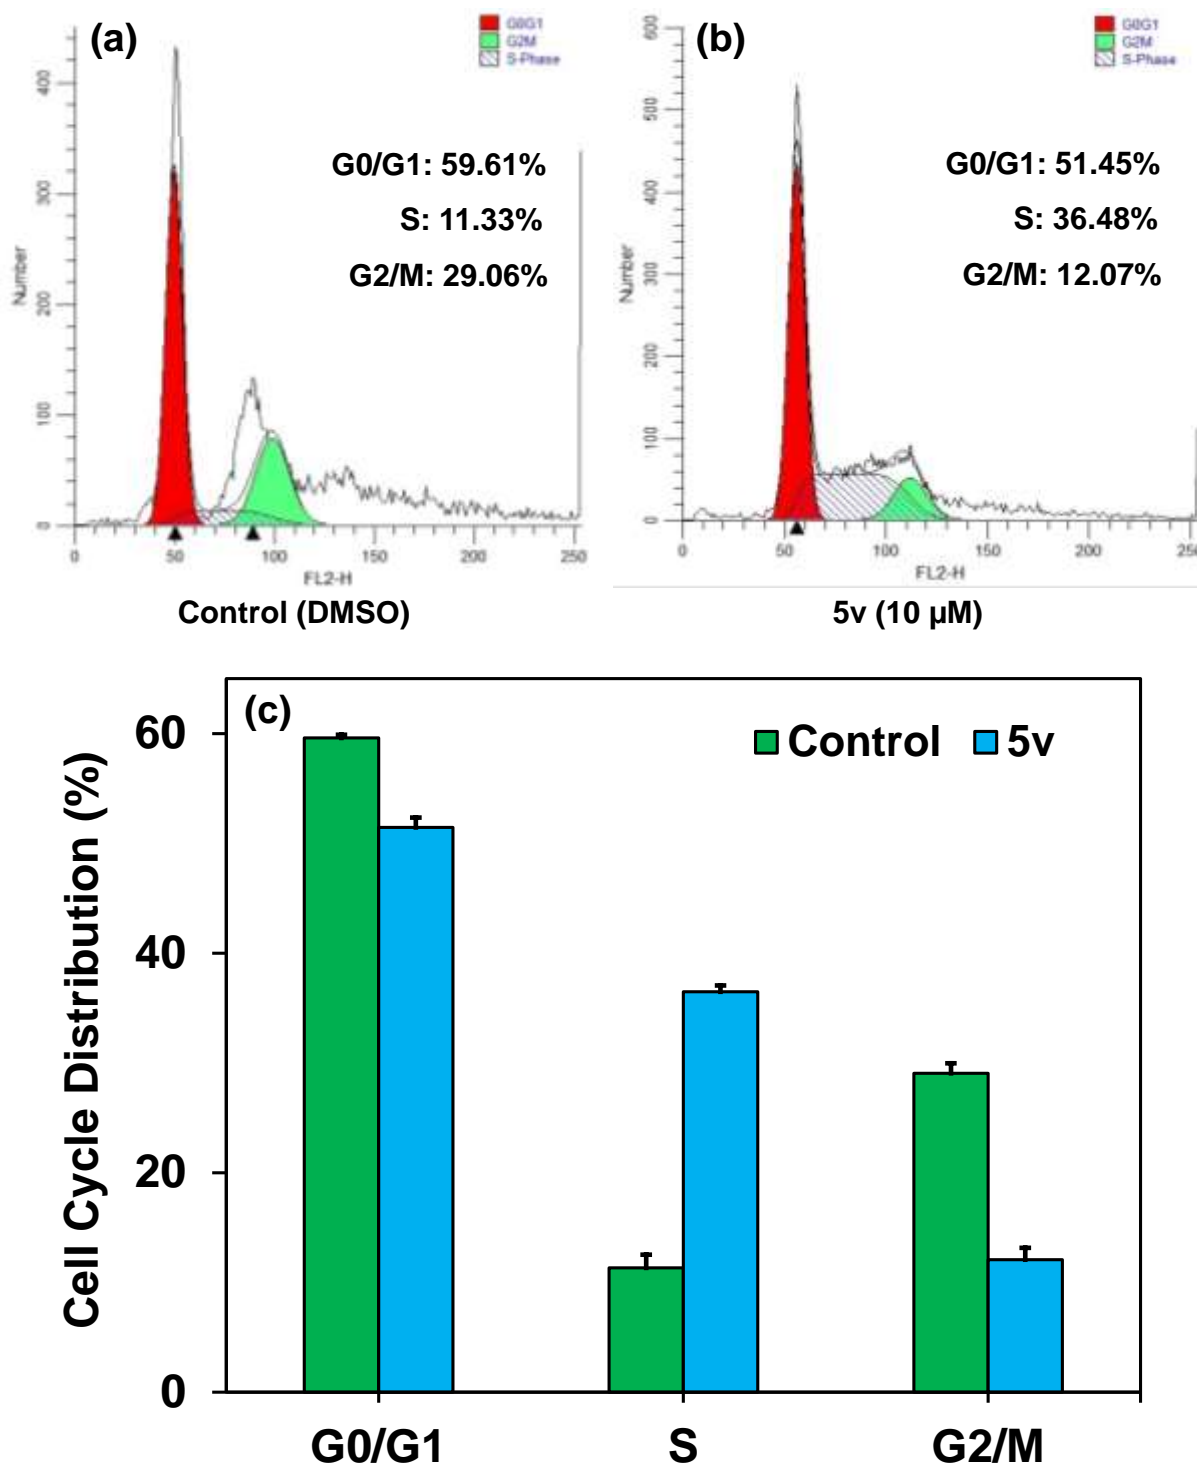 (a)
G0G1
G2M
S-Phase
400
300
200
100
0
Number
G0/G1: 59.61%
S: 11.33%
G2/M: 29.06%
0 50 100 150 200 250
FL2-H
Control (DMSO)
(b)
G0G1
G2M
S-Phase
600
500
400
300
200
100
0
Number
G0/G1: 51.45%
S: 36.48%
G2/M: 12.07%
0 50 100 150 200 250
FL2-H
5v (10 µM)
(c)
Control 5v
60
40
20
0
Cell Cycle Distribution (%)
G0/G1 S G2/M